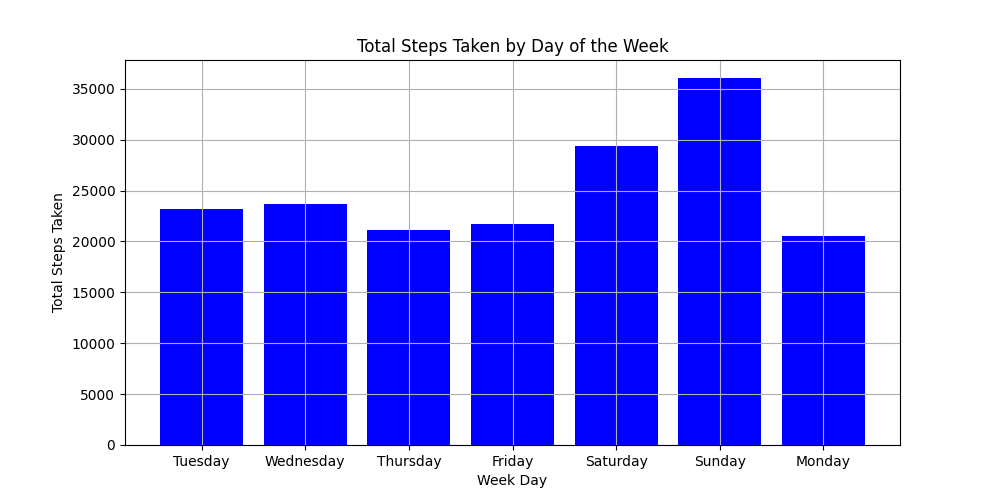 Total Steps Taken by Day of the Week
Total Steps Taken
35000
30000
25000
20000
15000
10000
5000
0
Tuesday Wednesday Thursday Friday Saturday Sunday Monday
Week Day